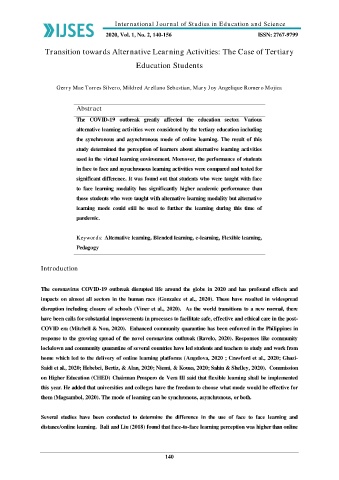 International Journal of Studies in Education and Science
IJSES
2020, Vol. 1, No. 2, 140-156 ISSN: 2767-9799
Transition towards Alternative Learning Activities: The Case of Tertiary
Education Students
Gerry Mae Torres Silvero, Mildred Arellano Sebastian, Mary Joy Angelique Romero Mojica
Abstract
The COVID-19 outbreak greatly affected the education sector. Various
alternative learning activities were considered by the tertiary education including
the synchronous and asynchronous mode of online learning. The result of this
study determined the perception of learners about alternative learning activities
used in the virtual learning environment. Moreover, the performance of students
in face to face and asynchronous learning activities were compared and tested for
significant difference. It was found out that students who were taught with face
to face learning modality has significantly higher academic performance than
those students who were taught with alternative learning modality but alternative
learning mode could still be used to further the learning during this time of
pandemic.
Keywords: Alternative learning, Blended learning, e-learning, Flexible Learning,
Pedagogy
Introduction
The coronavirus COVID-19 outbreak disrupted life around the globe in 2020 and has profound effects and
impacts on almost all sectors in the human race (Gonzalez et al., 2020). These have resulted in widespread
disruption including closure of schools (Viner et al., 2020). As the world transitions to a new normal, there
have been calls for substantial improvements in processes to facilitate safe, effective and ethical care in the post-
COVID era (Mitchell & Nou, 2020). Enhanced community quarantine has been enforced in the Philippines in
response to the growing spread of the novel coronavirus outbreak (Ravelo, 2020). Responses like community
lockdown and community quarantine of several countries have led students and teachers to study and work from
home which led to the delivery of online learning platforms (Angelova, 2020 ; Crawford et al., 2020; Ghazi-
Saidi et al., 2020; Hebebci, Bertiz, & Alan, 2020; Niemi, & Kousa, 2020; Sahin & Shelley, 2020). Commission
on Higher Education (CHED) Chairman Prospero de Vera III said that flexible learning shall be implemented
this year. He added that universities and colleges have the freedom to choose what mode would be effective for
them (Magsambol, 2020). The mode of learning can be synchronous, asynchronous, or both.
Several studies have been conducted to determine the difference in the use of face to face learning and
distance/online learning. Bali and Liu (2018) found that face-to-face learning perception was higher than online
140